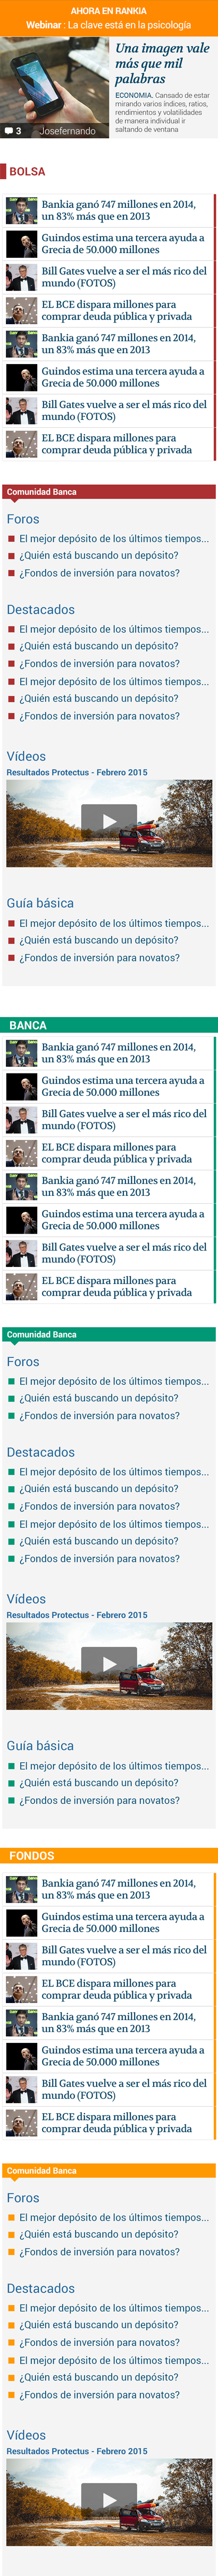 AHORA EN RANKIA
Webinar : La clave está en la psicología
Una imagen vale
más que mil
palabras
ECONOMIA. Cansado de estar
mirando varios índices, ratios,
rendimientos y volatilidades
de manera individual ir
saltando de ventana
3 Josefernando
BOLSA
Bankia ganó 747 millones en 2014,
un 83% más que en 2013
Guindos estima una tercera ayuda a
Grecia de 50.000 millones
Bill Gates vuelve a ser el más rico del
mundo (FOTOS)
EL BCE dispara millones para
comprar deuda pública y privada
Bankia ganó 747 millones en 2014,
un 83% más que en 2013
Guindos estima una tercera ayuda a
Grecia de 50.000 millones
Bill Gates vuelve a ser el más rico del
mundo (FOTOS)
EL BCE dispara millones para
comprar deuda pública y privada
Comunidad Banca
Foros
El mejor depósito de los últimos tiempos...
¿Quién está buscando un depósito?
¿Fondos de inversión para novatos?
Destacados
El mejor depósito de los últimos tiempos...
¿Quién está buscando un depósito?
¿Fondos de inversión para novatos?
El mejor depósito de los últimos tiempos...
¿Quién está buscando un depósito?
¿Fondos de inversión para novatos?
Vídeos
Resultados Protectus - Febrero 2015
Guía básica
El mejor depósito de los últimos tiempos...
¿Quién está buscando un depósito?
¿Fondos de inversión para novatos?
BANCA
Bankia ganó 747 millones en 2014,
un 83% más que en 2013
Guindos estima una tercera ayuda a
Grecia de 50.000 millones
Bill Gates vuelve a ser el más rico del
mundo (FOTOS)
EL BCE dispara millones para
comprar deuda pública y privada
Bankia ganó 747 millones en 2014,
un 83% más que en 2013
Guindos estima una tercera ayuda a
Grecia de 50.000 millones
Bill Gates vuelve a ser el más rico del
mundo (FOTOS)
EL BCE dispara millones para
comprar deuda pública y privada
Comunidad Banca
Foros
El mejor depósito de los últimos tiempos...
¿Quién está buscando un depósito?
¿Fondos de inversión para novatos?
Destacados
El mejor depósito de los últimos tiempos...
¿Quién está buscando un depósito?
¿Fondos de inversión para novatos?
El mejor depósito de los últimos tiempos...
¿Quién está buscando un depósito?
¿Fondos de inversión para novatos?
Vídeos
Resultados Protectus - Febrero 2015
Guía básica
El mejor depósito de los últimos tiempos...
¿Quién está buscando un depósito?
¿Fondos de inversión para novatos?
FONDOS
Bankia ganó 747 millones en 2014,
un 83% más que en 2013
Guindos estima una tercera ayuda a
Grecia de 50.000 millones
Bill Gates vuelve a ser el más rico del
mundo (FOTOS)
EL BCE dispara millones para
comprar deuda pública y privada
Bankia ganó 747 millones en 2014,
un 83% más que en 2013
Guindos estima una tercera ayuda a
Grecia de 50.000 millones
Bill Gates vuelve a ser el más rico del
mundo (FOTOS)
EL BCE dispara millones para
comprar deuda pública y privada
Comunidad Banca
Foros
El mejor depósito de los últimos tiempos...
¿Quién está buscando un depósito?
¿Fondos de inversión para novatos?
Destacados
El mejor depósito de los últimos tiempos...
¿Quién está buscando un depósito?
¿Fondos de inversión para novatos?
El mejor depósito de los últimos tiempos...
¿Quién está buscando un depósito?
¿Fondos de inversión para novatos?
Vídeos
Resultados Protectus - Febrero 2015